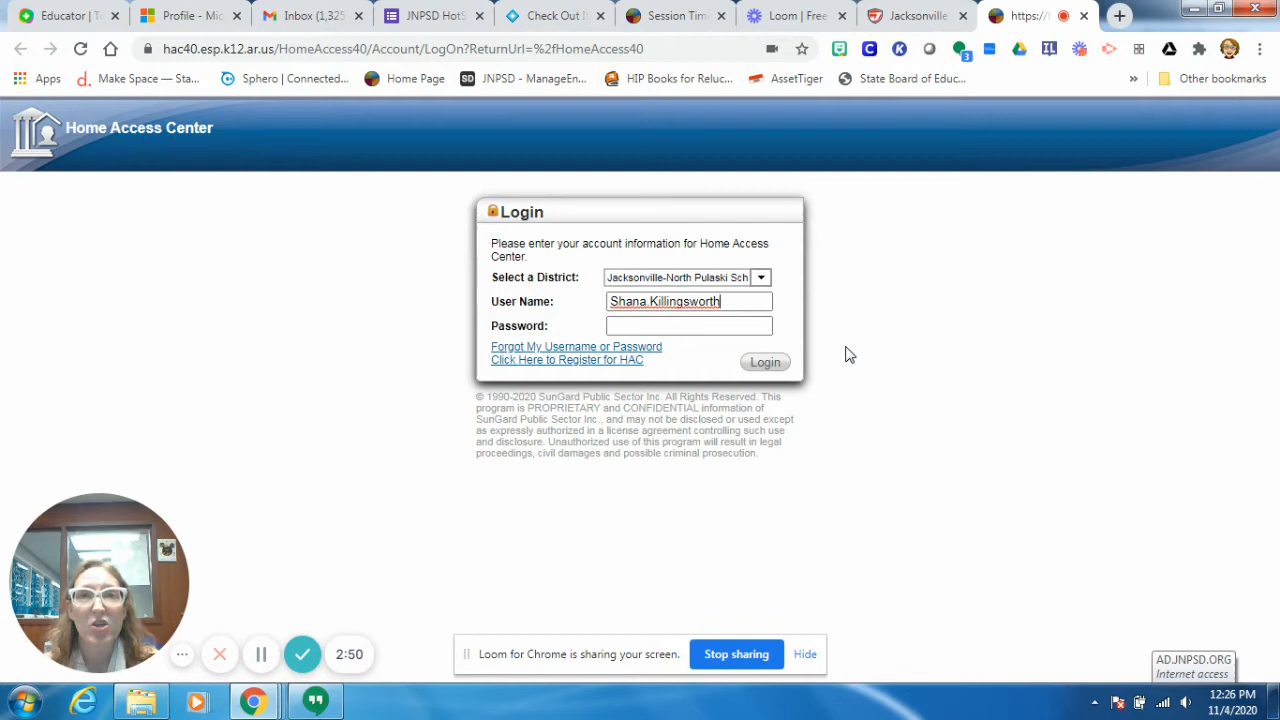 Educator | T
Profile - Mic
Inbox (1,325
JNPSD HotS
Check Out
Session Tim
Loom | Free
Jacksonville
https://
hac40.esp.k12.ar.us/HomeAccess40/Account/LogOn?ReturnUrl=%2fHomeAccess40
Apps
Make Space — Sta...
Sphero | Connected...
Home Page
JNPSD - ManageEn...
HIP Books for Reluc...
AssetTiger
State Board of Educ...
Other bookmarks
Home Access Center
Login
Please enter your account information for Home Access
Center.
Select a District: Jacksonville-North Pulaski Sch
User Name: Shana.Killingsworth
Password:
Forgot My Username or Password
Click Here to Register for HAC
Login
© 1990-2020 SunGard Public Sector Inc. All Rights Reserved. This
program is PROPRIETARY and CONFIDENTIAL information of
SunGard Public Sector Inc., and may not be disclosed or used except
as expressly authorized in a license agreement controlling such use
and disclosure. Unauthorized use of this program will result in legal
proceedings, civil damages and possible criminal prosecution.
2:50
Loom for Chrome is sharing your screen.
Stop sharing
Hide
AD.JNPSD.ORG
Internet access
12:26 PM
11/4/2020